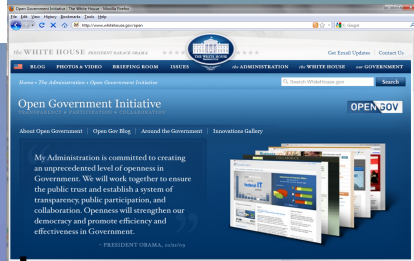 Open Government Initiative | The White House - Mozilla Firefox
File Edit View History Bookmarks Tools Help
http://www.whitehouse.gov/open
Google
the WHITE HOUSE PRESIDENT BARACK OBAMA
THE WHITE HOUSE
Get Email Updates | Contact Us
BLOG PHOTOS & VIDEO BRIEFING ROOM ISSUES the ADMINISTRATION the WHITE HOUSE our GOVERNMENT
Home • The Administration • Open Government Initiative
Search WhiteHouse.gov
Search
Open Government Initiative
TRANSPARENCY • PARTICIPATION • COLLABORATION
OPEN GOV
About Open Government | Open Gov Blog | Around the Government | Innovations Gallery
My Administration is committed to creating
an unprecedented level of openness in
Government. We will work together to ensure
the public trust and establish a system of
transparency, public participation, and
collaboration. Openness will strengthen our
democracy and promote efficiency and
effectiveness in Government.
federal IT